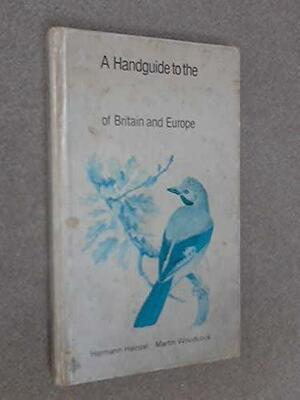 A Handguide to the
of Britain and Europe
Hermann Heinzel Martin Woodcock